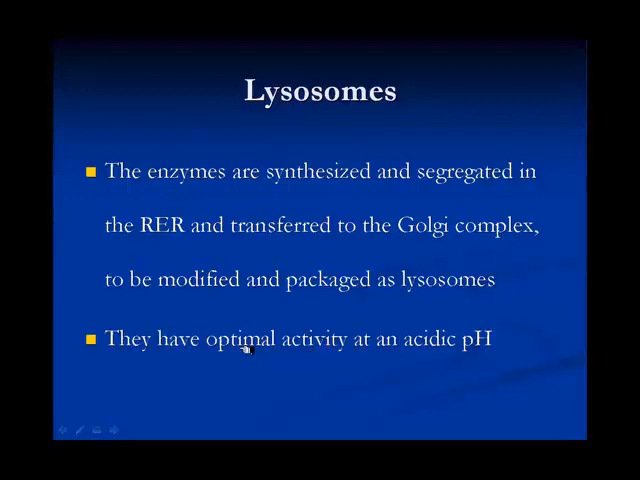 Lysosomes
The enzymes are synthesized and segregated in
the RER and transferred to the Golgi complex,
to be modified and packaged as lysosomes
They have optimal activity at an acidic pH